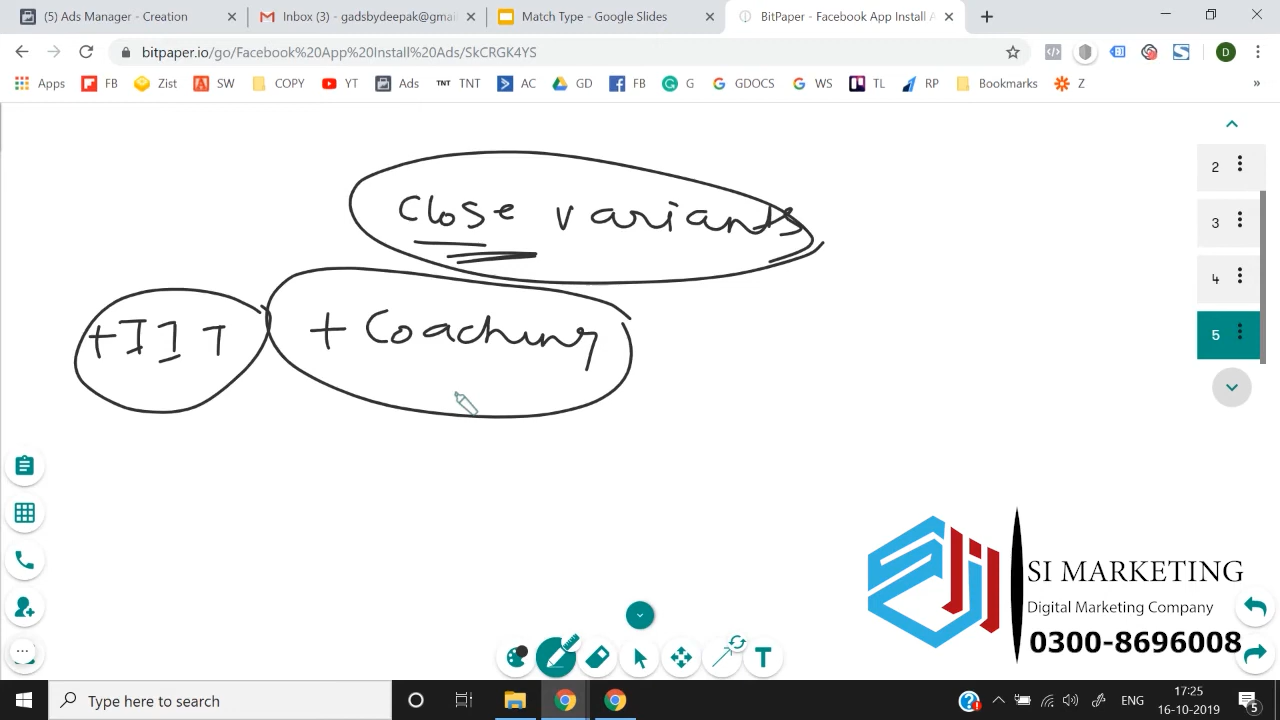 (5) Ads Manager - Creation
Inbox (3) - gadsbydeepak@gmai
Match Type - Google Slides
BitPaper - Facebook App Install A
bitpaper.io/go/Facebook%20App%20Install%20Ads/SkCRGK4YS
D
Apps FB Zist SW COPY YT Ads TNT TNT AC GD FB G GDOCS WS TL RP Bookmarks Z »
Close variants
+IIT + Coaching
2
3
4
5
T
SI MARKETING
Digital Marketing Company
0300-8696008
Type here to search
ENG
17:25
16-10-2019
5